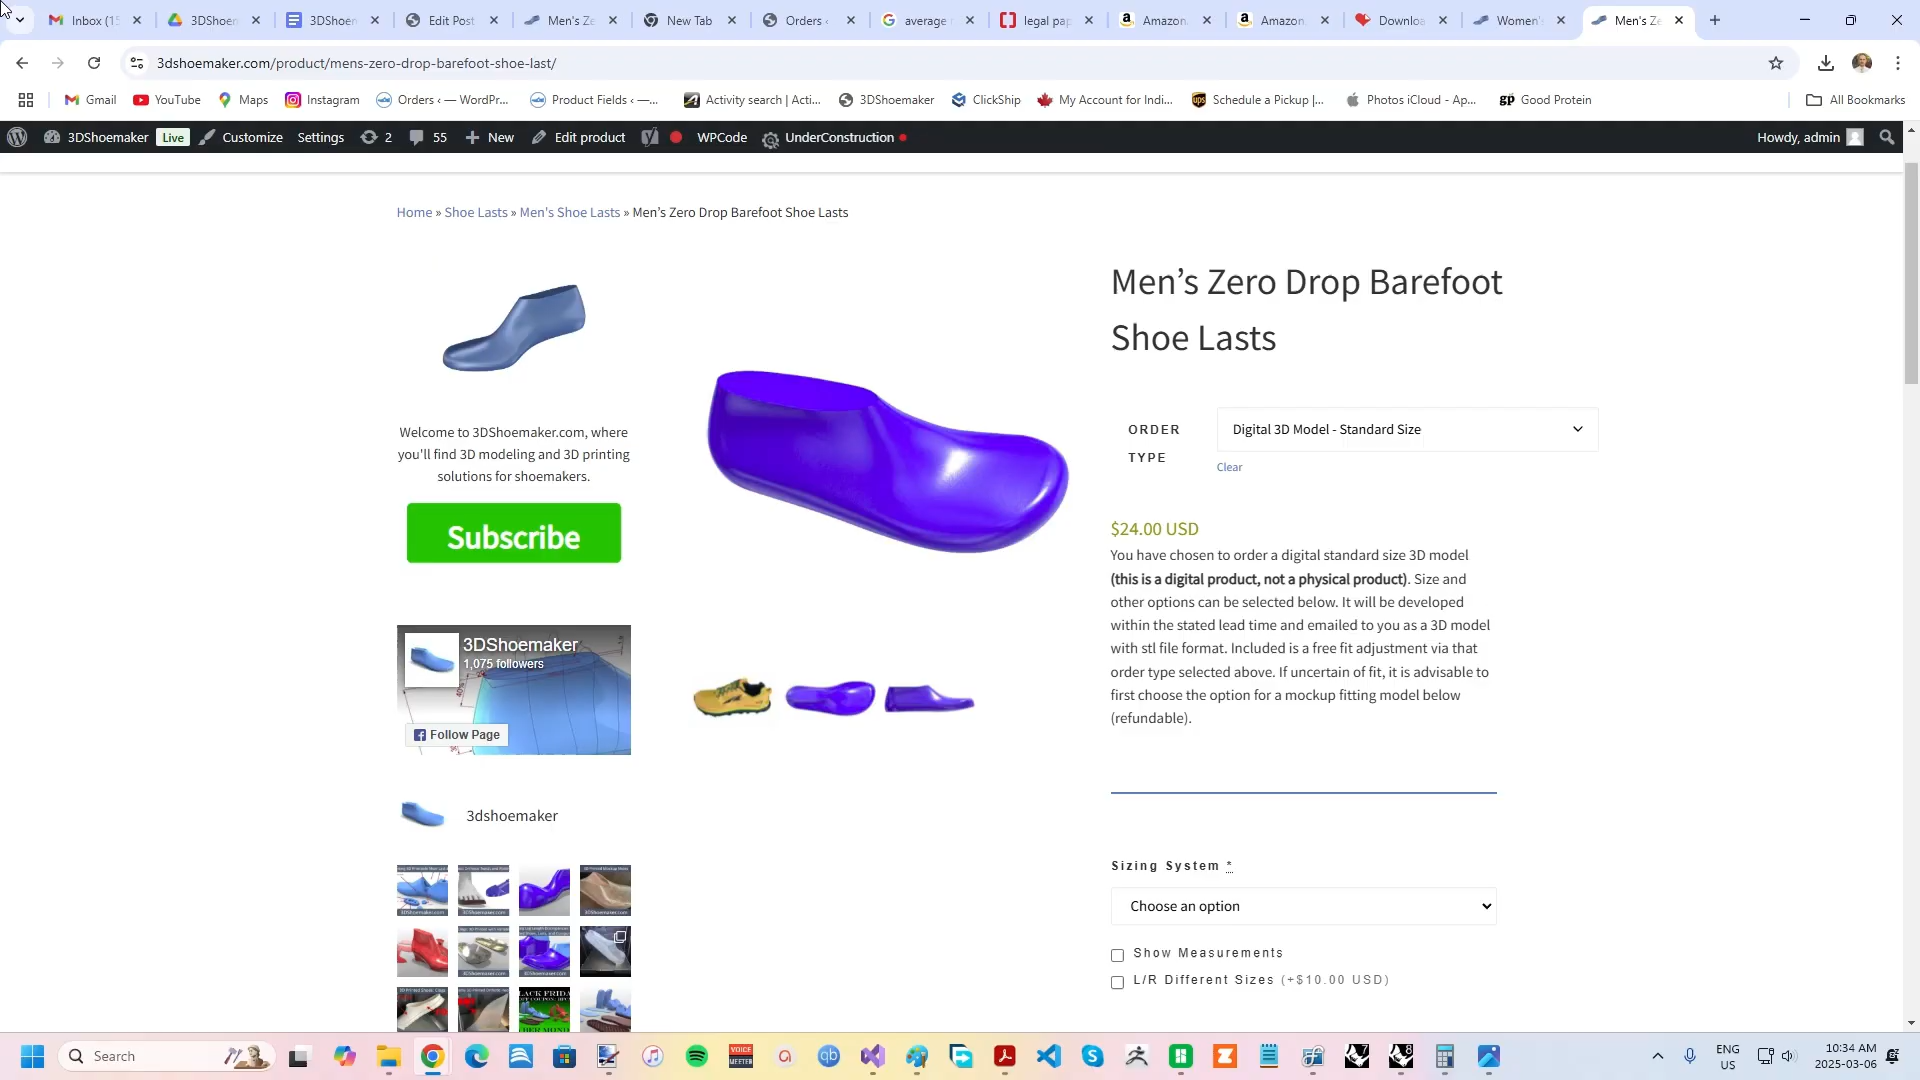 Inbox (15
3DShoen
3DShoen
Edit Post
Men's Ze
New Tab
Orders ‹
average r
legal pap
Amazon.
Amazon.
Downloa
Women'
Men's Ze
3dshoemaker.com/product/mens-zero-drop-barefoot-shoe-last/
Gmail
YouTube
Maps
Instagram
Orders ‹ — WordPr...
Product Fields ‹ —...
Activity search | Acti...
3DShoemaker
ClickShip
My Account for Indi...
Schedule a Pickup |...
Photos iCloud - Ap...
Good Protein
All Bookmarks
3DShoemaker
Live
Customize
Settings
2
55
New
Edit product
WPCode
UnderConstruction
Howdy, admin
Home » Shoe Lasts » Men's Shoe Lasts » Men’s Zero Drop Barefoot Shoe Lasts
Welcome to 3DShoemaker.com, where
you'll find 3D modeling and 3D printing
solutions for shoemakers.
Subscribe
3DShoemaker
1,075 followers
Follow Page
3dshoemaker
Men’s Zero Drop Barefoot
Shoe Lasts
ORDER
TYPE
Digital 3D Model - Standard Size
Clear
$24.00 USD
You have chosen to order a digital standard size 3D model
(this is a digital product, not a physical product). Size and
other options can be selected below. It will be developed
within the stated lead time and emailed to you as a 3D model
with stl file format. Included is a free fit adjustment via that
order type selected above. If uncertain of fit, it is advisable to
first choose the option for a mockup fitting model below
(refundable).
Sizing System *
Choose an option
Show Measurements
L/R Different Sizes (+$10.00 USD)
Search
ENG
US
10:34 AM
2025-03-06